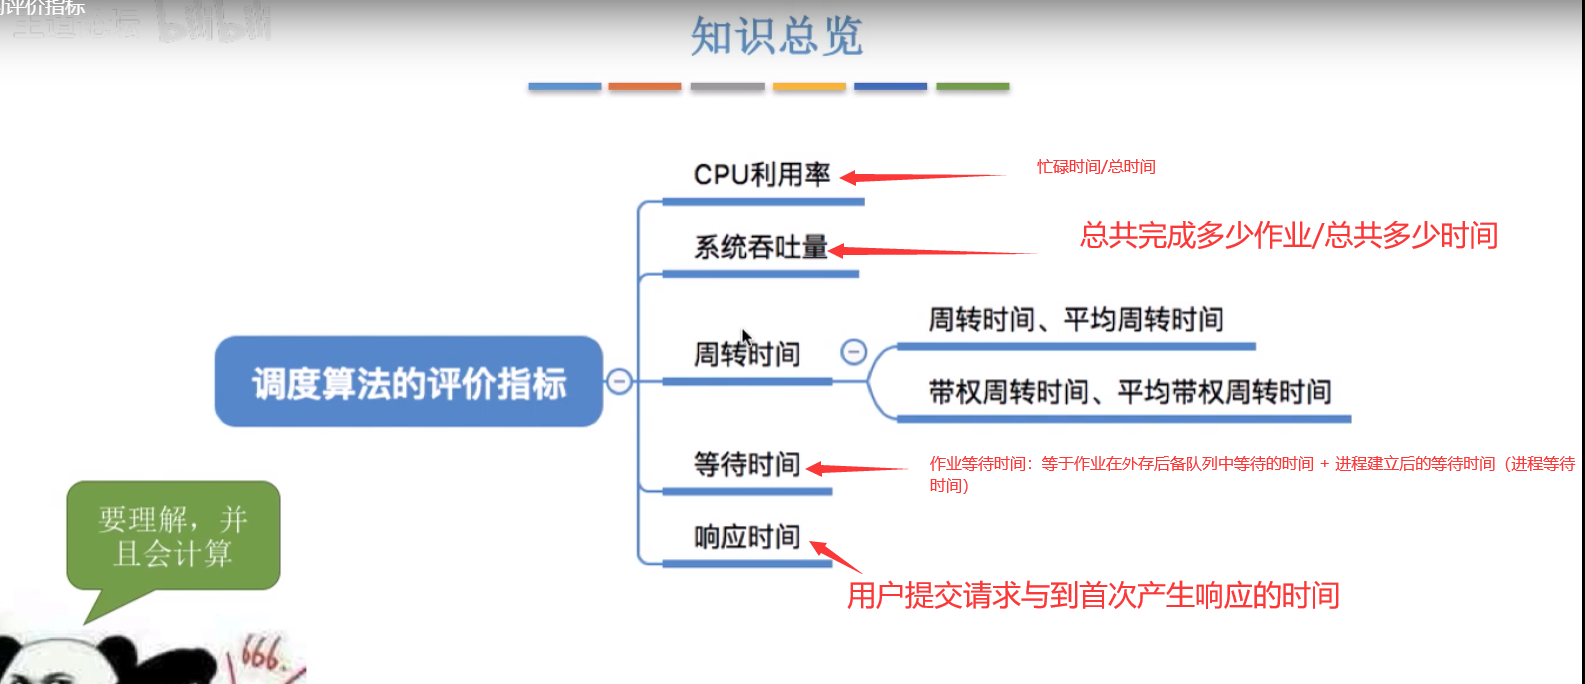 的评价指标
王道论坛 bilibili
知识总览
CPU利用率
忙碌时间/总时间
系统吞吐量
总共完成多少作业/总共多少时间
周转时间
周转时间、平均周转时间
带权周转时间、平均带权周转时间
调度算法的评价指标
等待时间
作业等待时间：等于作业在外存后备队列中等待的时间 + 进程建立后的等待时间（进程等待
时间）
响应时间
用户提交请求与到首次产生响应的时间
要理解，并
且会计算
666.